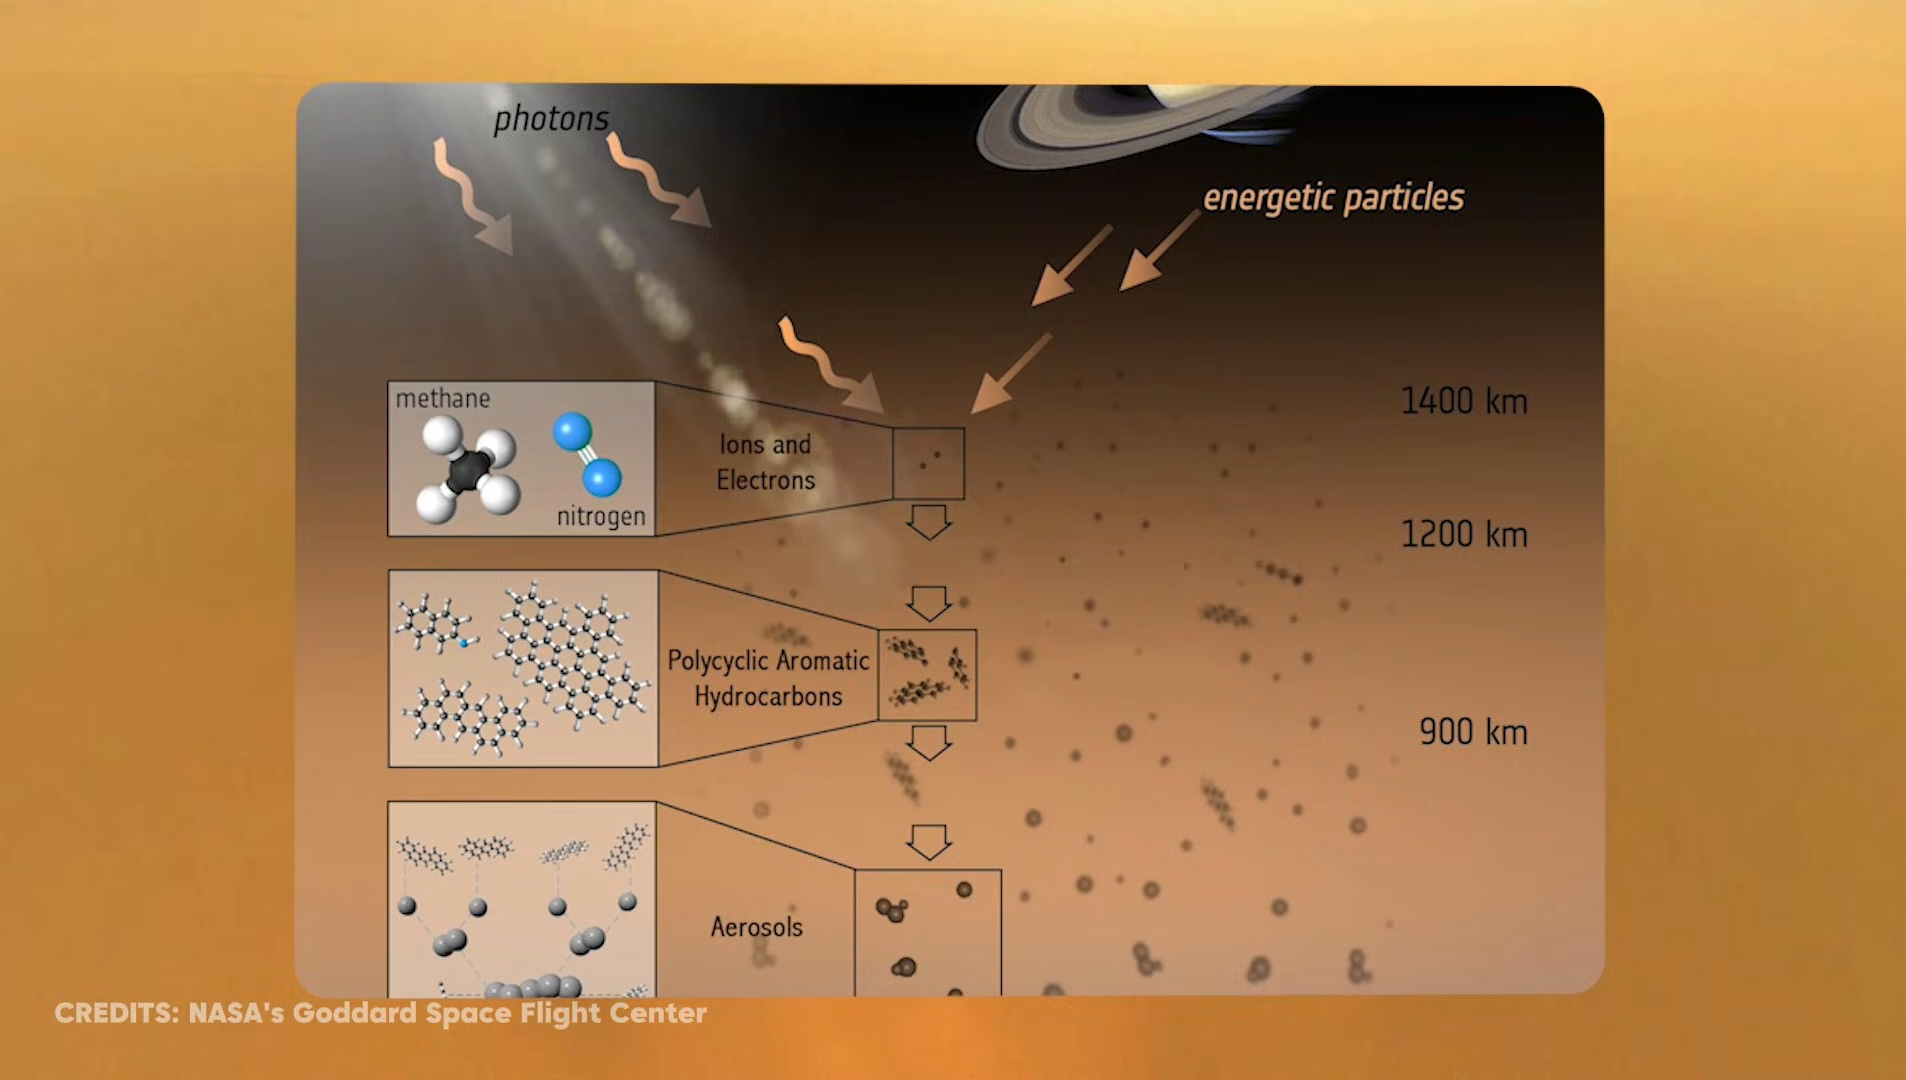 photons
energetic particles
methane
nitrogen
Ions and
Electrons
1400 km
1200 km
Polycyclic Aromatic
Hydrocarbons
900 km
Aerosols
CREDITS: NASA's Goddard Space Flight Center